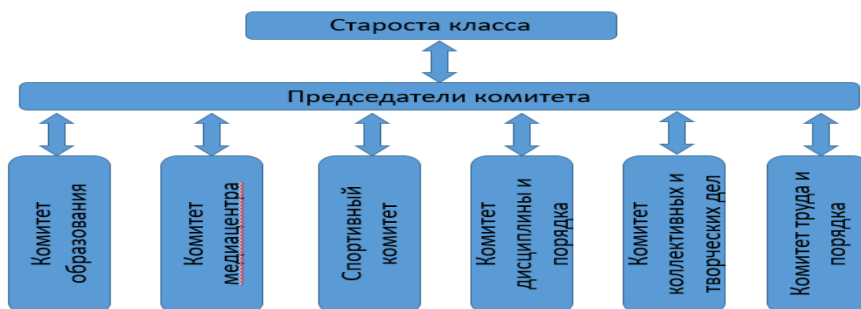 Староста класса
Председатели комитета
Комитет
образования
Комитет
медиацентра
Спортивный
комитет
Комитет
дисциплины и
порядка
Комитет
коллективных и
творческих дел
Комитет труда и
порядка